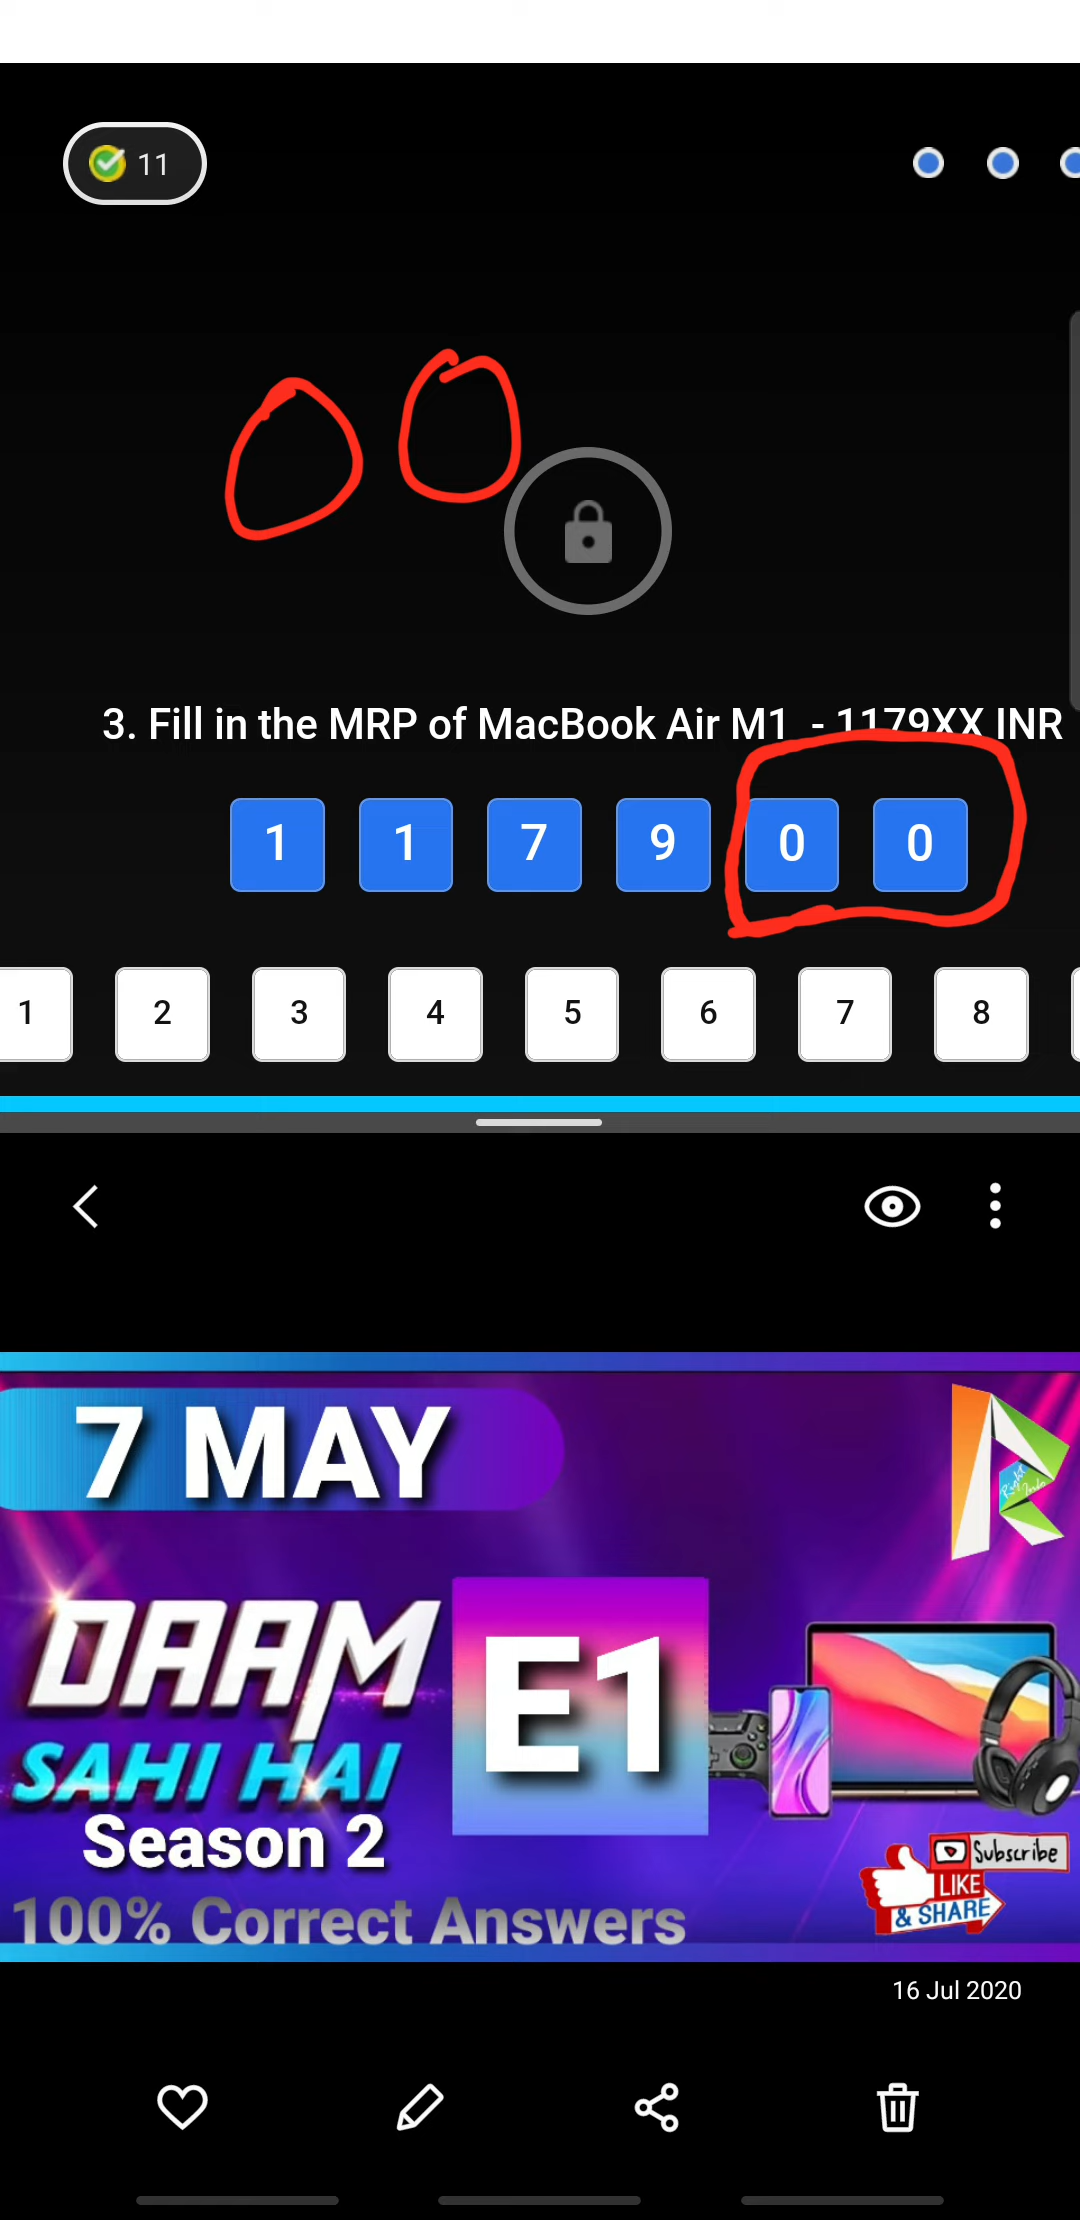 11
3. Fill in the MRP of MacBook Air M1 - 1179XX INR
1 1 7 9 0 0
1 2 3 4 5 6 7 8
7 MAY
DAAM
SAHI HAI
E1
Season 2
100% Correct Answers
Subscribe
LIKE
& SHARE
16 Jul 2020